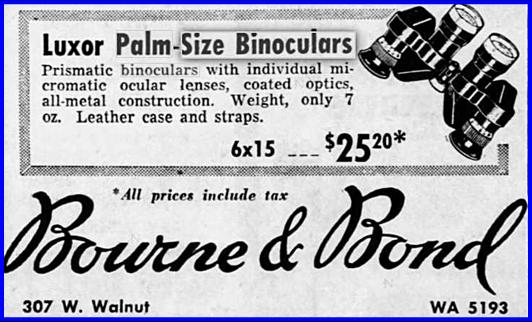 Luxor Palm-Size Binoculars
Prismatic binoculars with individual mi-
cromatic ocular lenses, coated optics,
all-metal construction. Weight, only 7
oz. Leather case and straps.
6x15 --- $25.20*
*All prices include tax
Bourne & Bond
307 W. Walnut
WA 5193